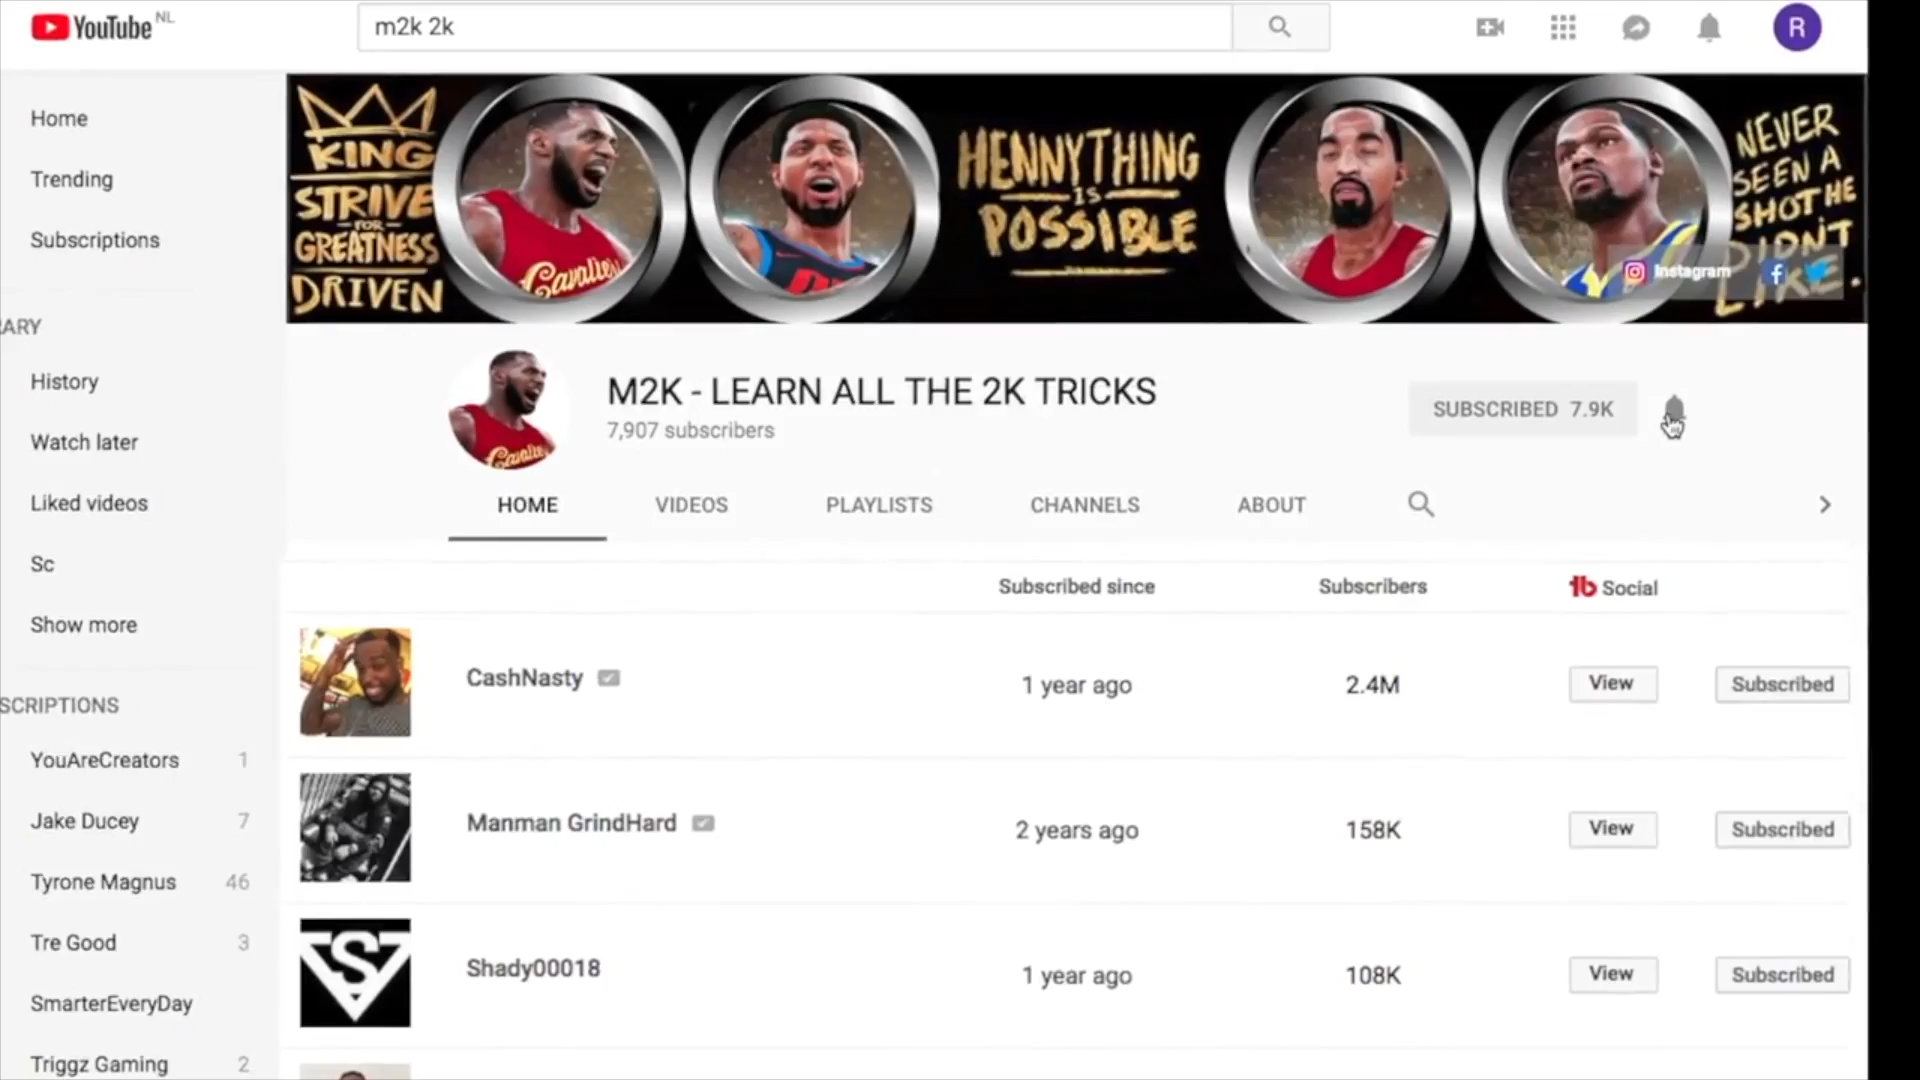 YouTube NL
m2k 2k
R
Home
Trending
Subscriptions
ARY
History
Watch later
Liked videos
Sc
Show more
SCRIPTIONS
YouAreCreators 1
Jake Ducey 7
Tyrone Magnus 46
Tre Good 3
SmarterEveryDay
Triggz Gaming 2
KING
STRIVE
FOR
GREATNESS
DRIVEN
Cavaliers
HENNYTHING
IS
POSSIBLE
NEVER
SEEN A
SHOT HE
DIDN'T
LIKE.
Instagram
M2K - LEARN ALL THE 2K TRICKS
7,907 subscribers
SUBSCRIBED 7.9K
HOME VIDEOS PLAYLISTS CHANNELS ABOUT
Subscribed since Subscribers tb Social
CashNasty 1 year ago 2.4M View Subscribed
Manman GrindHard 2 years ago 158K View Subscribed
Shady00018 1 year ago 108K View Subscribed